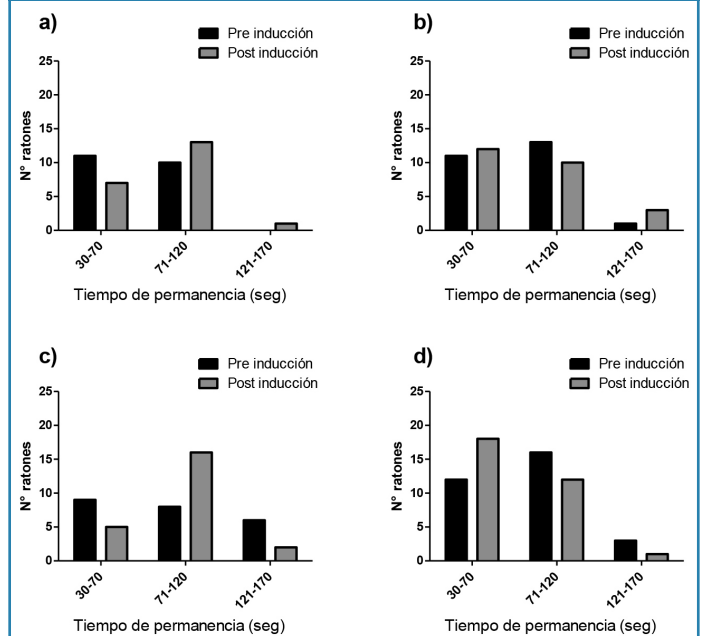 a)
Pre inducción
Post inducción
25
20
15
10
5
0
N° ratones
30-70
71-120
121-170
Tiempo de permanencia (seg)
b)
Pre inducción
Post inducción
25
20
15
10
5
0
N° ratones
30-70
71-120
121-170
Tiempo de permanencia (seg)
c)
Pre inducción
Post inducción
25
20
15
10
5
0
N° ratones
30-70
71-120
121-170
Tiempo de permanencia (seg)
d)
Pre inducción
Post inducción
25
20
15
10
5
0
N° ratones
30-70
71-120
121-170
Tiempo de permanencia (seg)